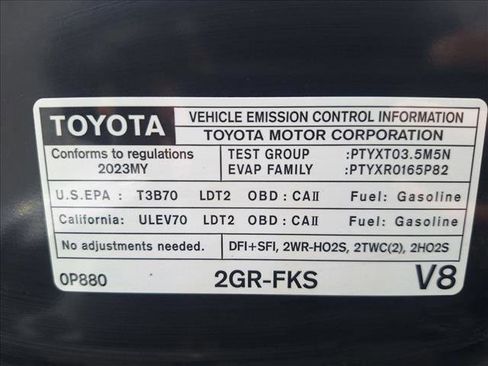 TOYOTA
VEHICLE EMISSION CONTROL INFORMATION
TOYOTA MOTOR CORPORATION
Conforms to regulations
2023MY
TEST GROUP :PTYXT03.5M5N
EVAP FAMILY :PTYXR0165P82
U.S.EPA : T3B70 LDT2 OBD : CAII Fuel: Gasoline
California: ULEV70 LDT2 OBD : CAII Fuel: Gasoline
No adjustments needed. DFI+SFI, 2WR-HO2S, 2TWC(2), 2HO2S
0P880 2GR-FKS V8